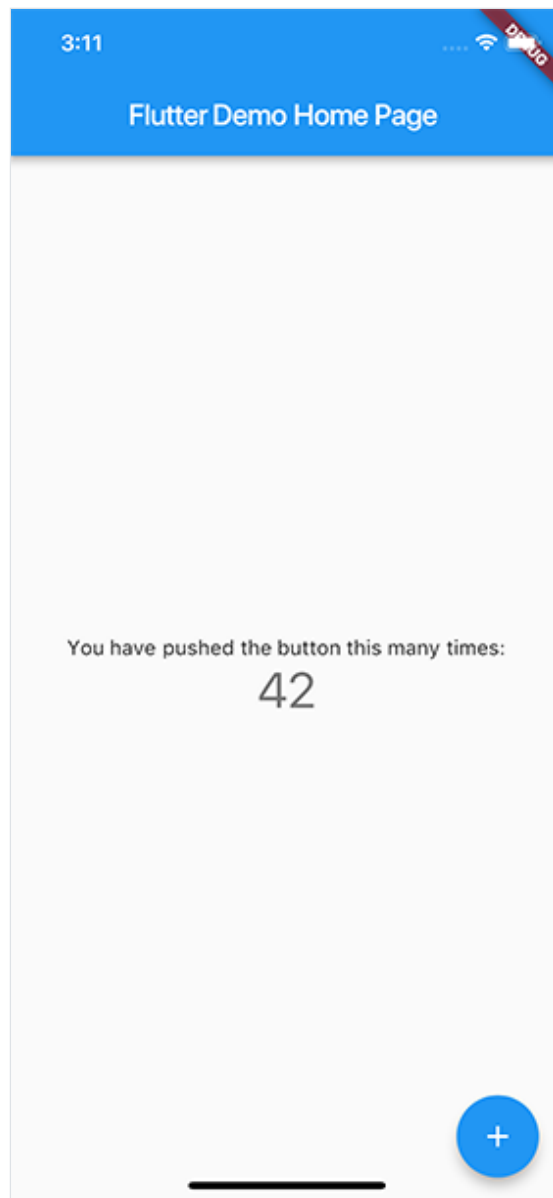 3:11
DEBUG
Flutter Demo Home Page
You have pushed the button this many times:
42
+